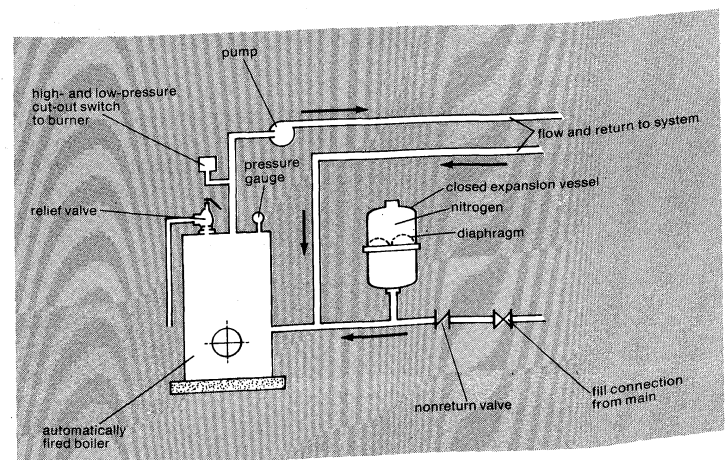 pump
high- and low-pressure
cut-out switch
to burner
flow and return to system
pressure
gauge
closed expansion vessel
nitrogen
relief valve
diaphragm
nonreturn valve
fill connection
from main
automatically
fired boiler